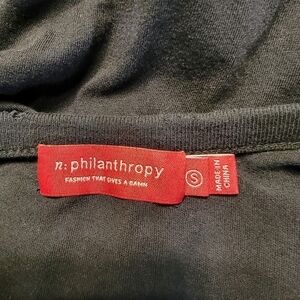 n: philanthropy
FASHION THAT GIVES A DAMN
S
MADE IN
CHINA